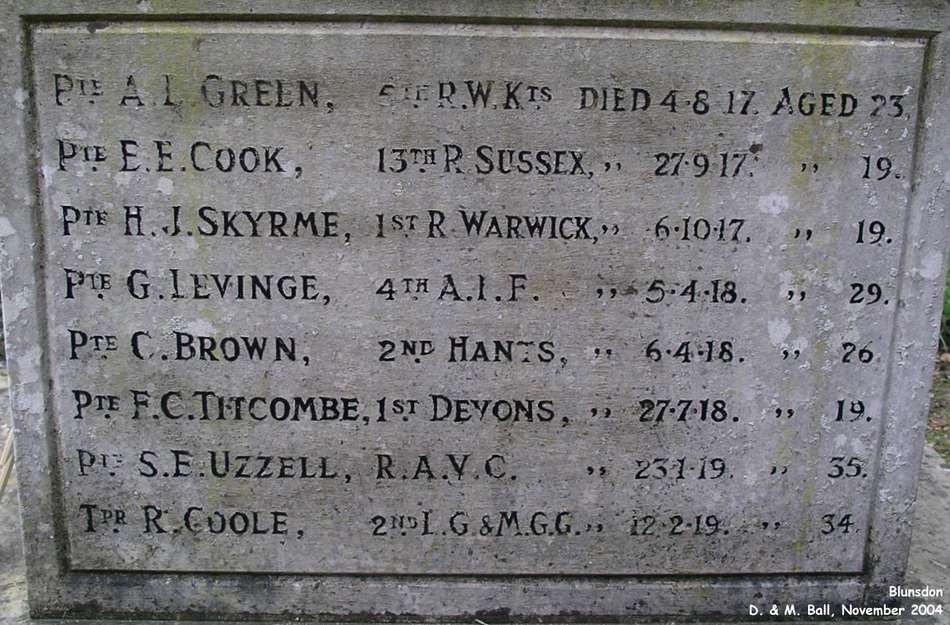 PTE A. L. GREEN, 6TH R.W.KTS DIED 4·8 17. AGED 23.
PTE E.E.COOK, 13TH R SUSSEX, ,, 27·9·17. ,, 19.
PTE H.J.SKYRME, 1ST R WARWICK, ,, 6·10·17. ,, 19.
PTE G.LEVINGE, 4TH A.I.F. ,, 5·4·18. ,, 29.
PTE C.BROWN, 2ND HANTS, ,, 6·4·18. ,, 26
PTE F.C.TITCOMBE, 1ST DEVONS, ,, 27·7·18. ,, 19.
PTE S.E.UZZELL, R.A.V.C. ,, 23·1·19. ,, 35.
TPR R.COOLE, 2ND L.G & M.G.G. ,, 12·2·19. ,, 34
Blunsdon
D. & M. Ball, November 2004